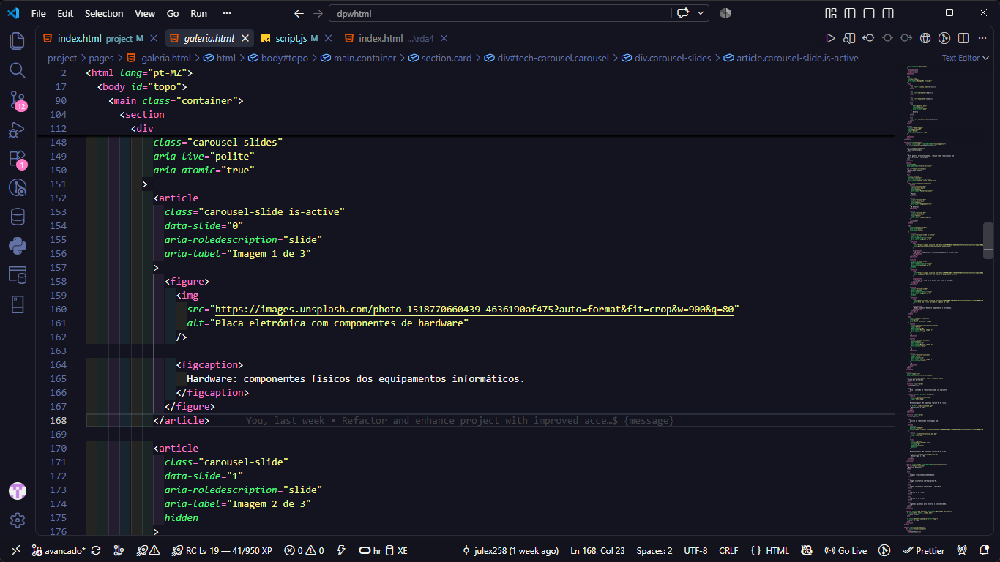 File Edit Selection View Go Run ··· dpwhtml
index.html project M galeria.html script.js M index.html ...\rda4
project > pages > galeria.html > html > body#topo > main.container > section.card > div#tech-carousel.carousel > div.carousel-slides > article.carousel-slide.is-active Text Editor
2 <html lang="pt-MZ">
17 <body id="topo">
90 <main class="container">
104 <section
112 <div
148 class="carousel-slides"
149 aria-live="polite"
150 aria-atomic="true"
151 >
152 <article
153 class="carousel-slide is-active"
154 data-slide="0"
155 aria-roledescription="slide"
156 aria-label="Imagem 1 de 3"
157 >
158 <figure>
159 <img
160 src="https://images.unsplash.com/photo-1518770660439-4636190af475?auto=format&fit=crop&w=900&q=80"
161 alt="Placa eletrónica com componentes de hardware"
162 />
163
164 <figcaption>
165 Hardware: componentes físicos dos equipamentos informáticos.
166 </figcaption>
167 </figure>
168 </article> You, last week • Refactor and enhance project with improved acce…$ {message}
169
170 <article
171 class="carousel-slide"
172 data-slide="1"
173 aria-roledescription="slide"
174 aria-label="Imagem 2 de 3"
175 hidden
176 >
12
1
avancado* RC Lv 19 — 41/950 XP 0 0 hr XE julex258 (1 week ago) Ln 168, Col 23 Spaces: 2 UTF-8 CRLF { } HTML Go Live Prettier